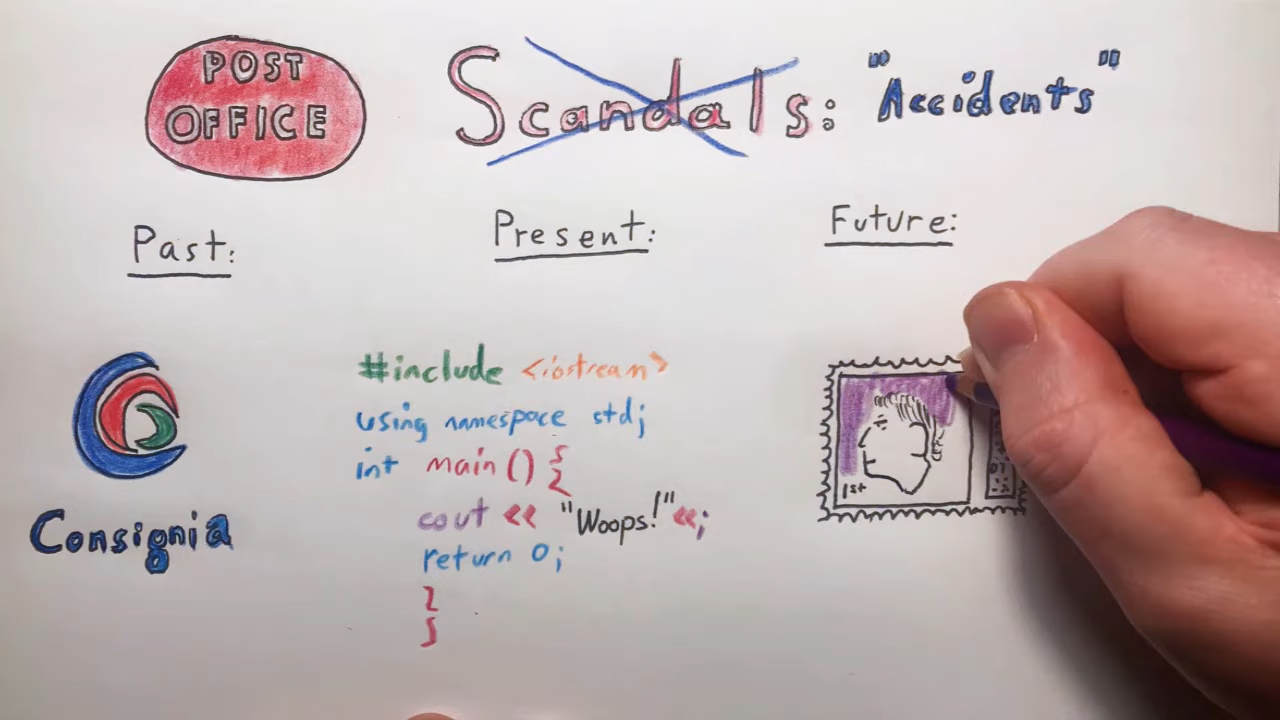 POST
OFFICE
Scandals: "Accidents"
Past:
Present:
Future:
Consignia
#include <iostream>
using namespace std;
int main() {
cout << "Woops!"<<;
return 0;
}
1st